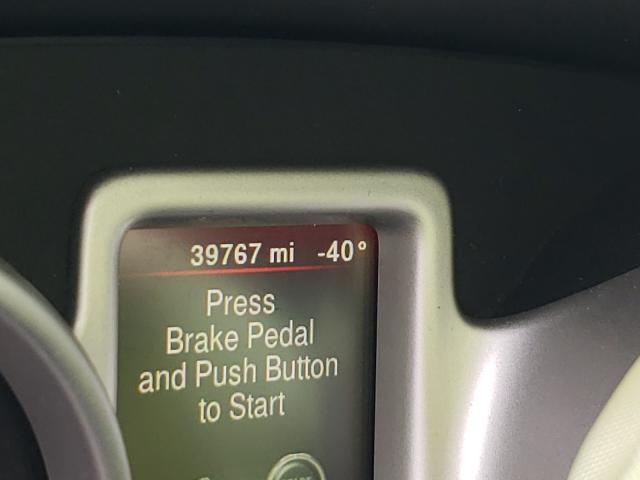 39767 mi -40°
Press
Brake Pedal
and Push Button
to Start